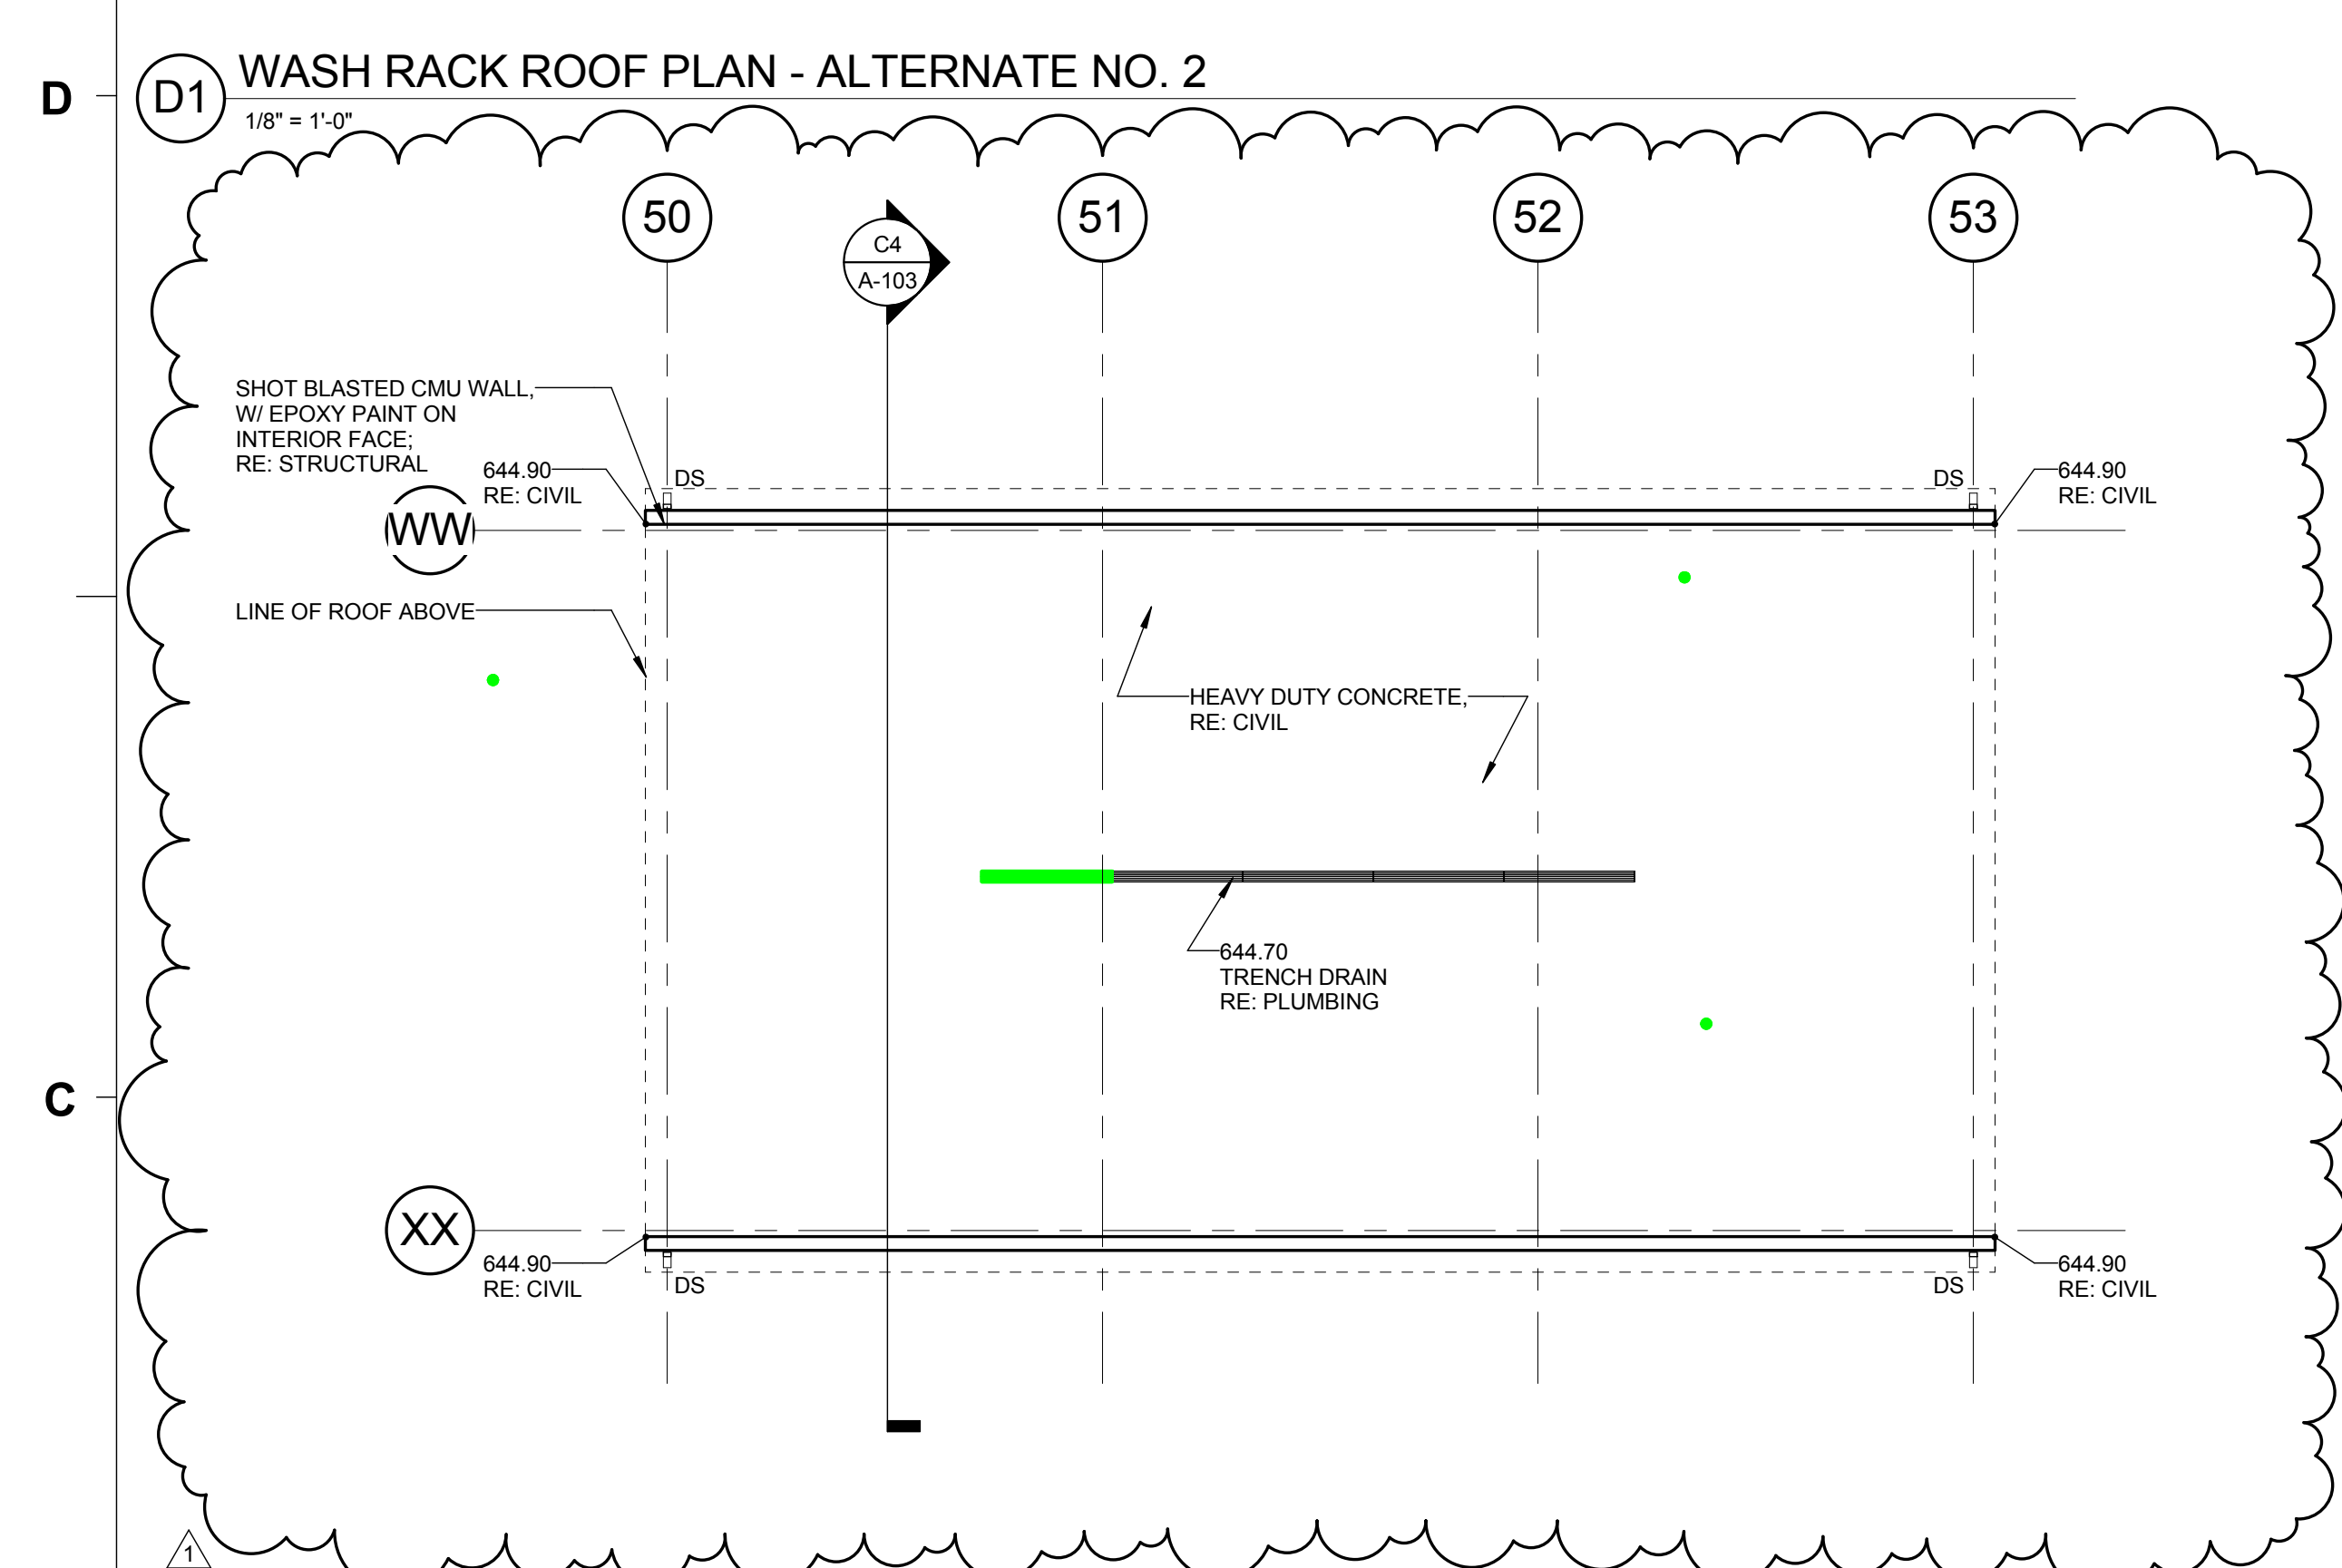 D
D1
WASH RACK ROOF PLAN - ALTERNATE NO. 2
1/8" = 1'-0"
50
51
52
53
C4
A-103
SHOT BLASTED CMU WALL,
W/ EPOXY PAINT ON
INTERIOR FACE;
RE: STRUCTURAL
644.90
RE: CIVIL
DS
DS
644.90
RE: CIVIL
WW
LINE OF ROOF ABOVE
HEAVY DUTY CONCRETE,
RE: CIVIL
644.70
TRENCH DRAIN
RE: PLUMBING
C
XX
644.90
RE: CIVIL
DS
DS
644.90
RE: CIVIL
1